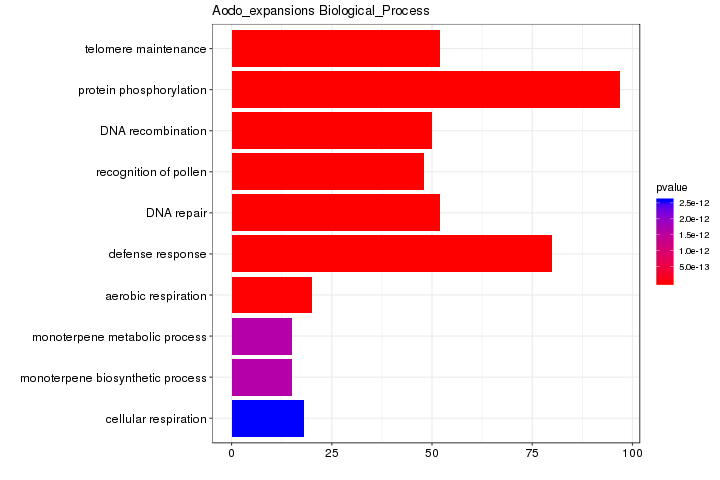 Aodo_expansions Biological_Process
telomere maintenance
protein phosphorylation
DNA recombination
recognition of pollen
DNA repair
defense response
aerobic respiration
monoterpene metabolic process
monoterpene biosynthetic process
cellular respiration
0 25 50 75 100
pvalue
2.5e-12
2.0e-12
1.5e-12
1.0e-12
5.0e-13